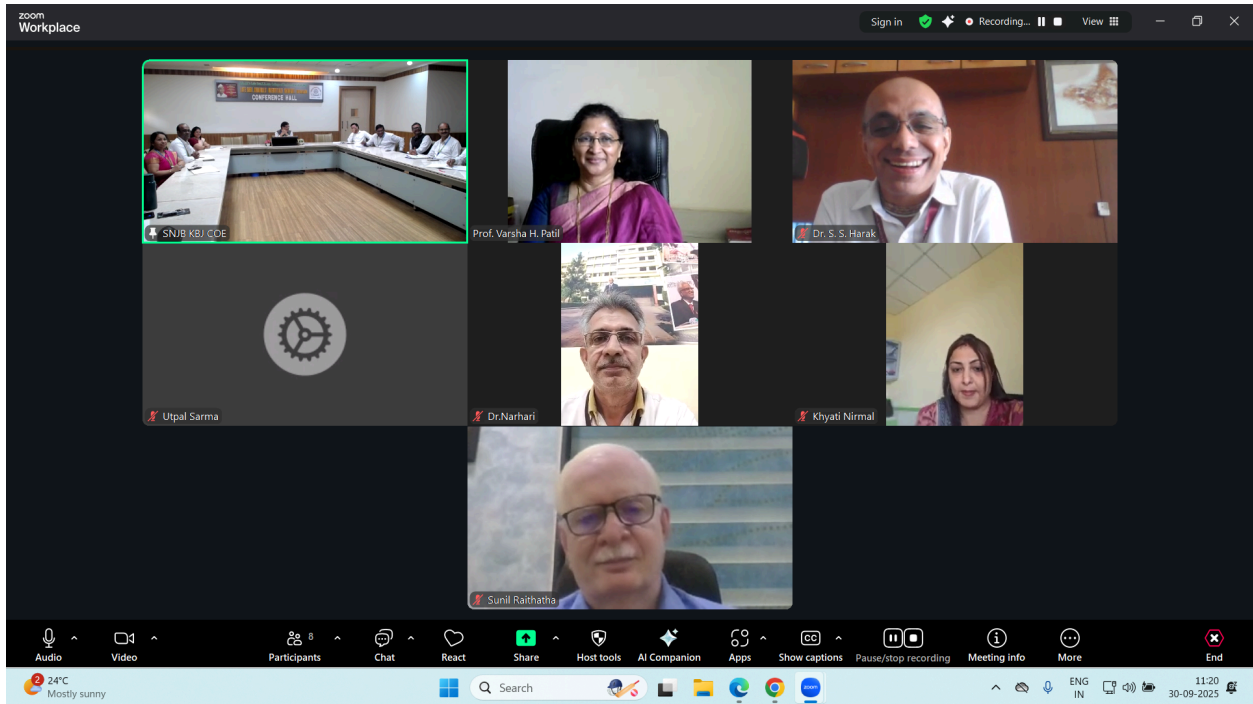 zoom
Workplace
Sign in
Recording...
View
CONFERENCE HALL
SNJB KBJ COE
Prof. Varsha H. Patil
Dr. S. S. Harak
Utpal Sarma
Dr.Narhari
Khyati Nirmal
Sunil Raithatha
Audio
Video
8
Participants
Chat
React
Share
Host tools
AI Companion
Apps
CC
Show captions
Pause/stop recording
Meeting info
More
End
2
24°C
Mostly sunny
Search
zoom
ENG
IN
11:20
30-09-2025